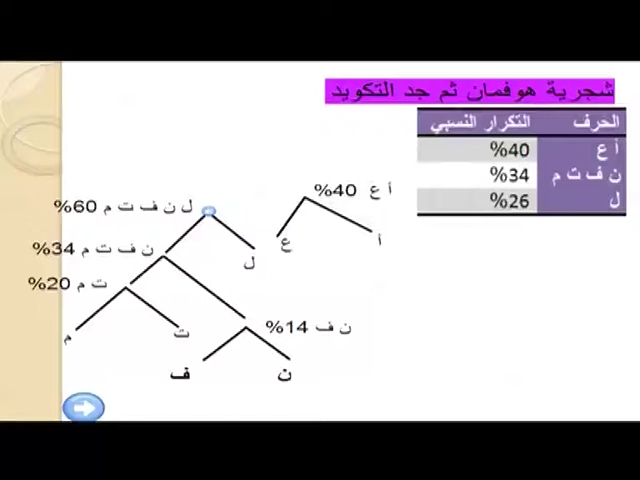 شجرية هوفمان ثم جد التكويد
الحرف التكرار النسبي
أ ع 40%
ن ف ت م 34%
ل 26%
أ ع 40%
ل ن ف ت م 60%
أ
ع
ل
ن ف ت م 34%
ت م 20%
ن ف 14%
ت
م
ن
ف